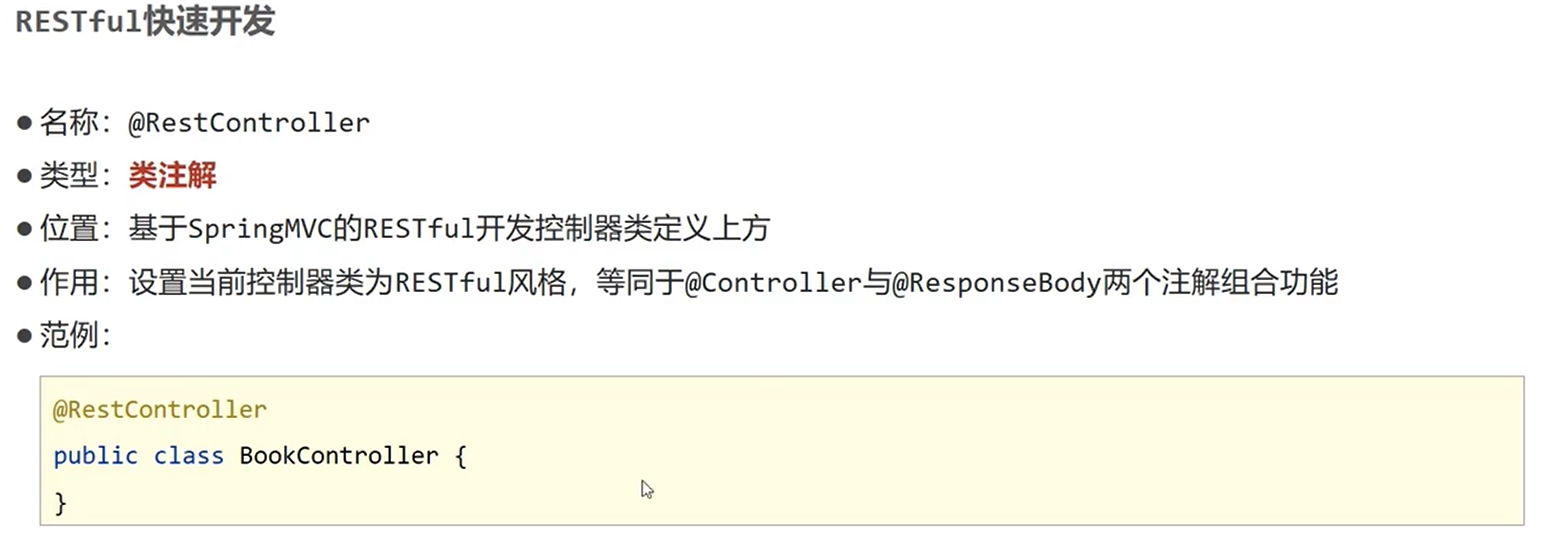 RESTful快速开发
●名称：@RestController
●类型：类注解
●位置：基于SpringMVC的RESTful开发控制器类定义上方
●作用：设置当前控制器类为RESTful风格，等同于@Controller与@ResponseBody两个注解组合功能
●范例：
@RestController
public class BookController {
}